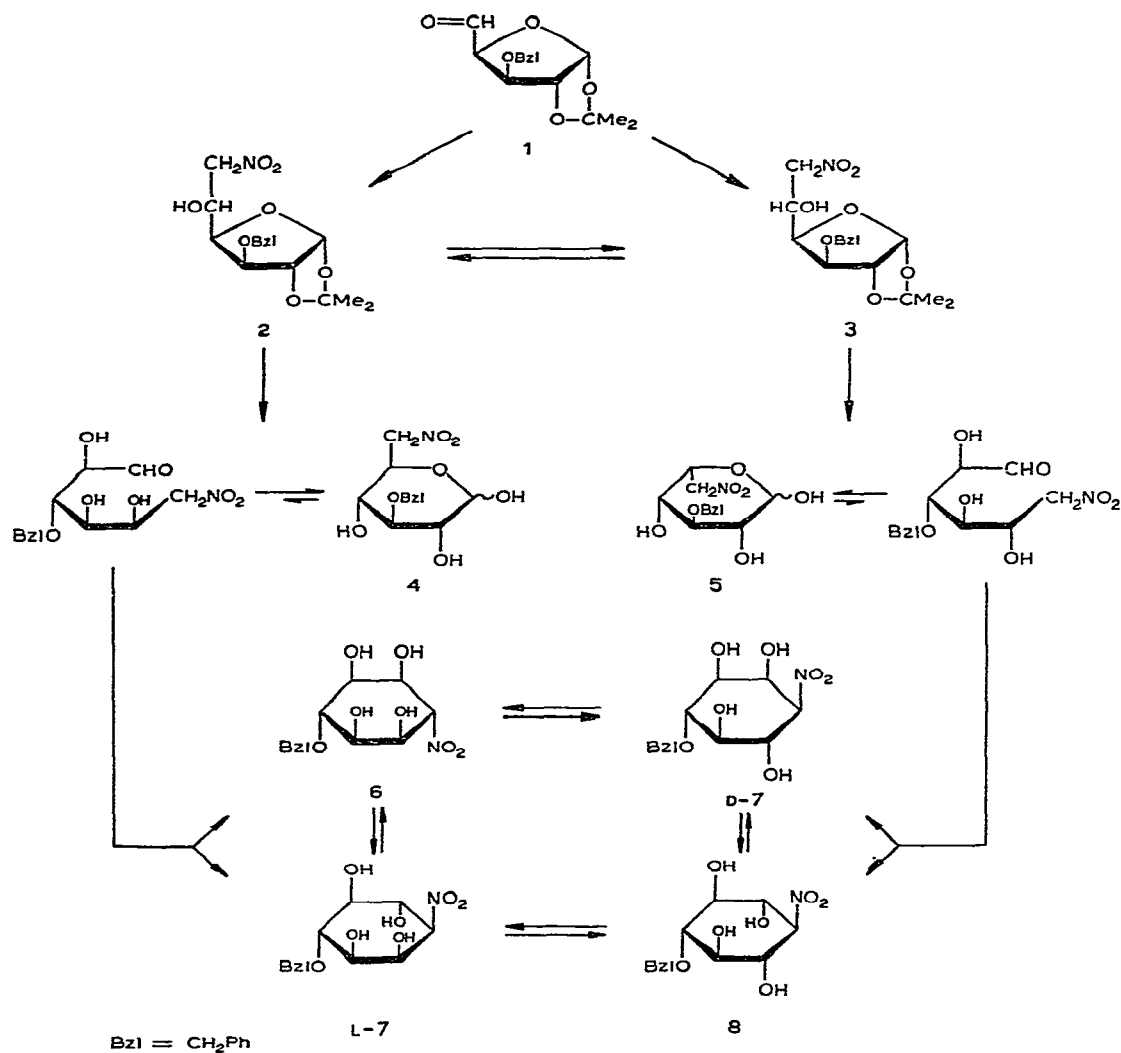 O=CH
O
OBzl
O
O—CMe2
1
CH2NO2
HOCH
O
OBzl
O
O—CMe2
2
CH2NO2
HCOH
O
OBzl
O
O—CMe2
3
OH
CHO
OH OH CH2NO2
BzlO
CH2NO2
O
OBzl
OH
HO
OH
4
O
CH2NO2
OH
OBzl
HO
OH
5
OH
CHO
OH
CH2NO2
BzlO
OH
OH OH
OH OH
BzlO
NO2
6
OH OH
NO2
OH
BzlO
OH
D-7
OH
NO2
HO
OH OH
BzlO
L-7
OH
NO2
HO
OH
BzlO
OH
8
Bzl = CH2Ph